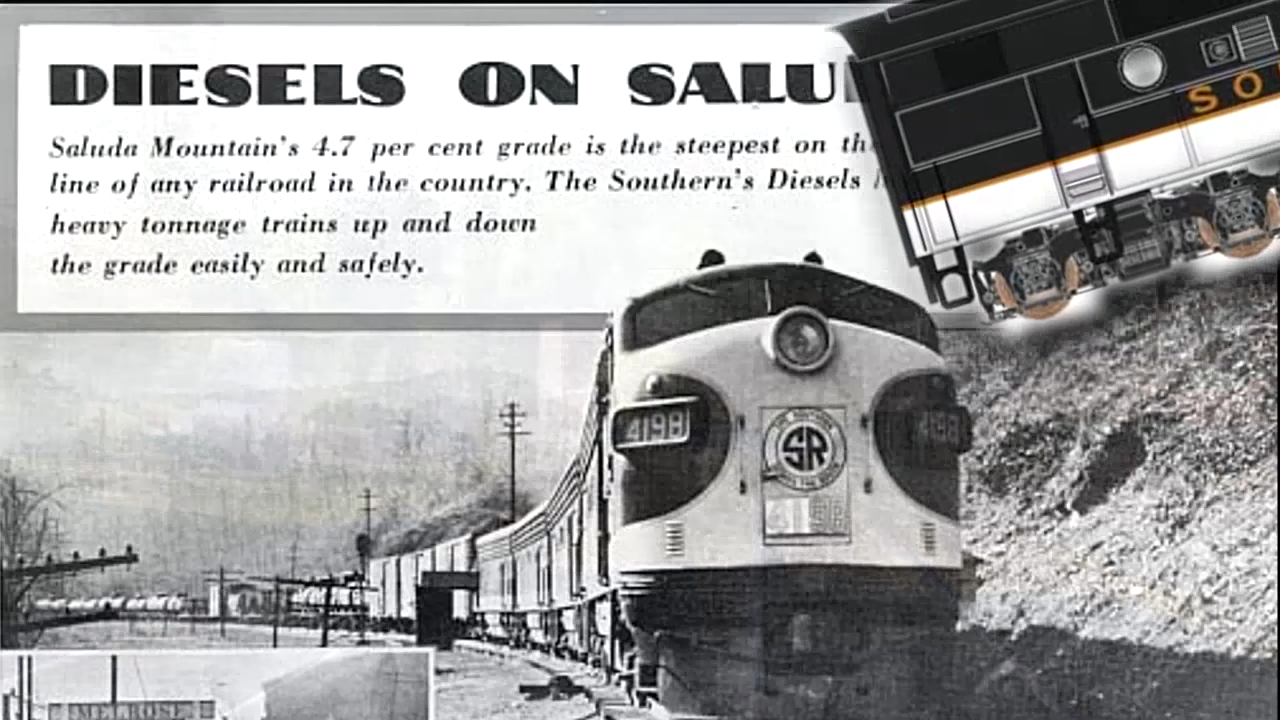 DIESELS ON SALU
SO
Saluda Mountain's 4.7 per cent grade is the steepest on th
line of any railroad in the country. The Southern's Diesels
heavy tonnage trains up and down
the grade easily and safely.
4199
SR
MELROSE